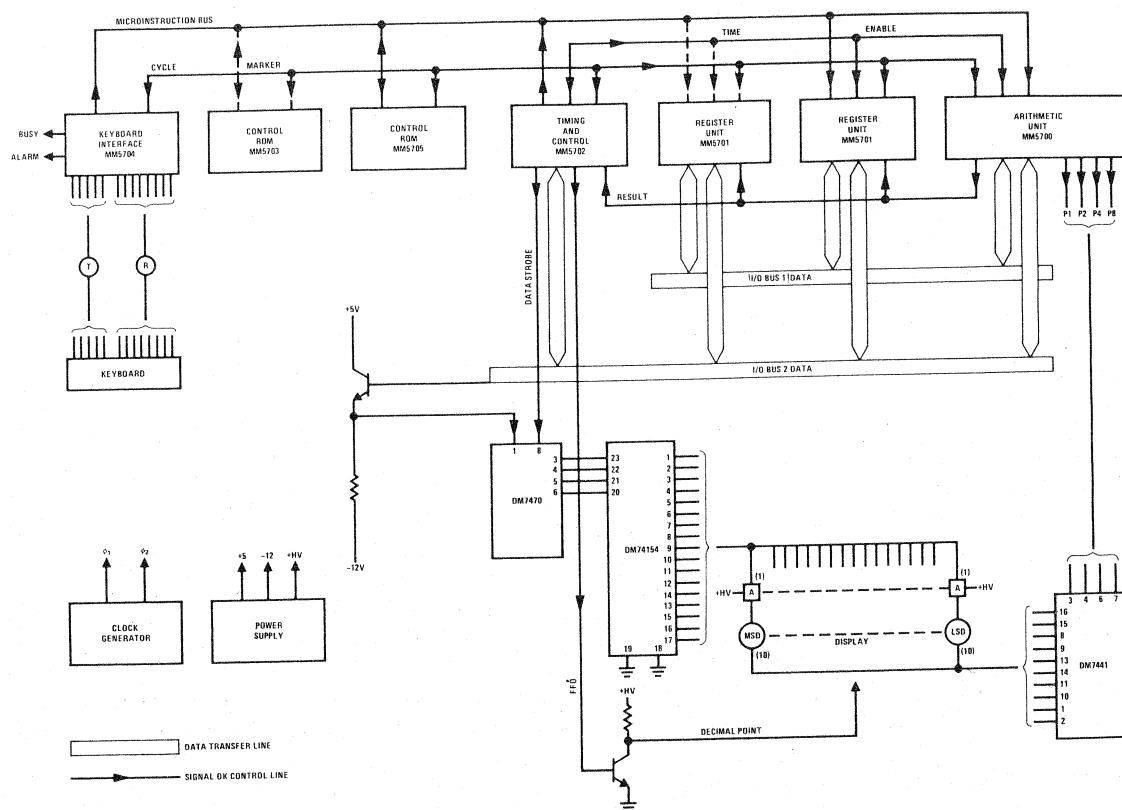 MICROINSTRUCTION BUS
TIME
ENABLE
CYCLE
MARKER
BUSY
ALARM
KEYBOARD
INTERFACE
MM5704
CONTROL
ROM
MM5703
CONTROL
ROM
MM5705
TIMING
AND
CONTROL
MM5702
REGISTER
UNIT
MM5701
REGISTER
UNIT
MM5701
ARITHMETIC
UNIT
MM5700
RESULT
P1 P2 P4 P8
T
R
DATA STROBE
I/O BUS 1 DATA
+5V
KEYBOARD
I/O BUS 2 DATA
1 8
3
4
5
6
DM7470
23
22
21
20
DM74154
1
2
3
4
5
6
7
8
9
10
11
12
14
13
15
16
17
19 18
-12V
ϕ1 ϕ2
+5 -12 +HV
CLOCK
GENERATOR
POWER
SUPPLY
(1)
+HV
A
(1)
A
+HV
MSD
(10)
DISPLAY
LSD
(10)
3 4 6 7
16
15
8
9
13
14
11
10
1
2
DM7441
+HV
DECIMAL POINT
DATA TRANSFER LINE
SIGNAL OR CONTROL LINE